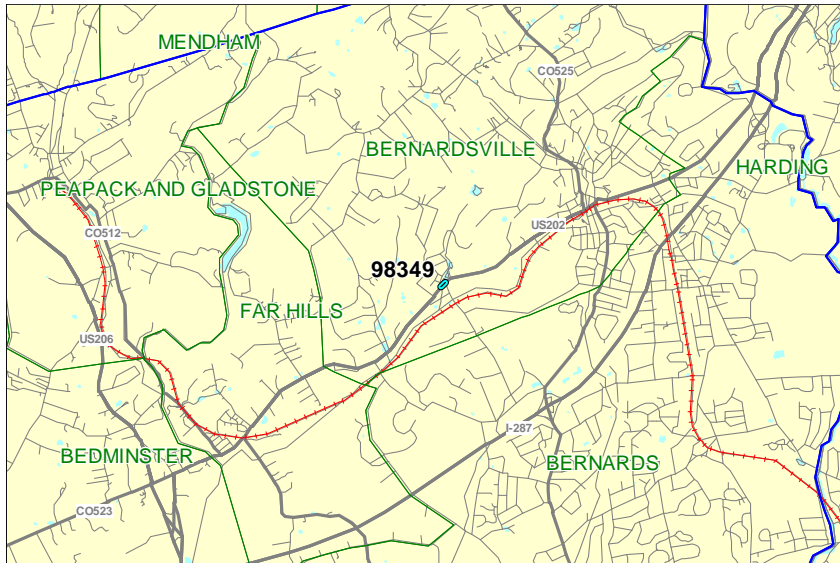 MENDHAM
CO525
BERNARDSVILLE
HARDING
PEAPACK AND GLADSTONE
US202
CO512
98349
FAR HILLS
US206
I-287
BEDMINSTER
BERNARDS
CO523